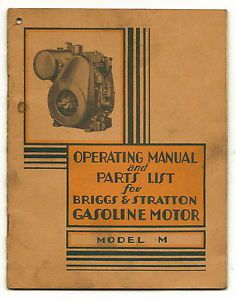 OPERATING MANUAL
and
PARTS LIST
for
BRIGGS & STRATTON
GASOLINE MOTOR
MODEL M